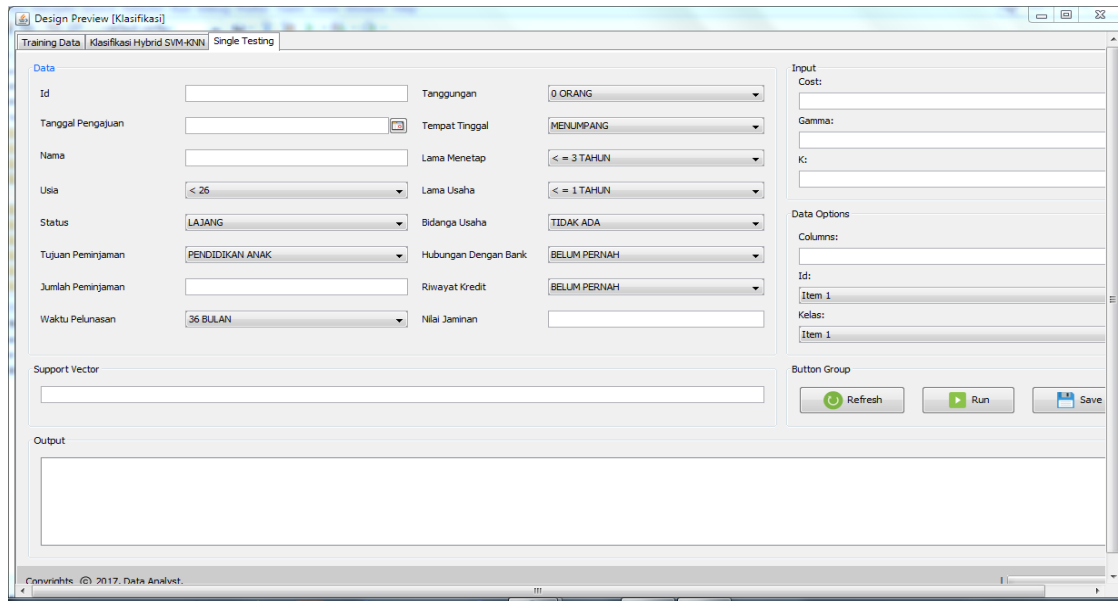 Design Preview [Klasifikasi]
Training Data
Klasifikasi Hybrid SVM-KNN
Single Testing
Data
Id
Tanggal Pengajuan
Nama
Usia
< 26
Status
LAJANG
Tujuan Peminjaman
PENDIDIKAN ANAK
Jumlah Peminjaman
Waktu Pelunasan
36 BULAN
Tanggungan
0 ORANG
Tempat Tinggal
MENUMPANG
Lama Menetap
< = 3 TAHUN
Lama Usaha
< = 1 TAHUN
Bidanga Usaha
TIDAK ADA
Hubungan Dengan Bank
BELUM PERNAH
Riwayat Kredit
BELUM PERNAH
Nilai Jaminan
Input
Cost:
Gamma:
K:
Data Options
Columns:
Id:
Item 1
Kelas:
Item 1
Support Vector
Button Group
Refresh
Run
Save
Output
Copyrights © 2017. Data Analyst.